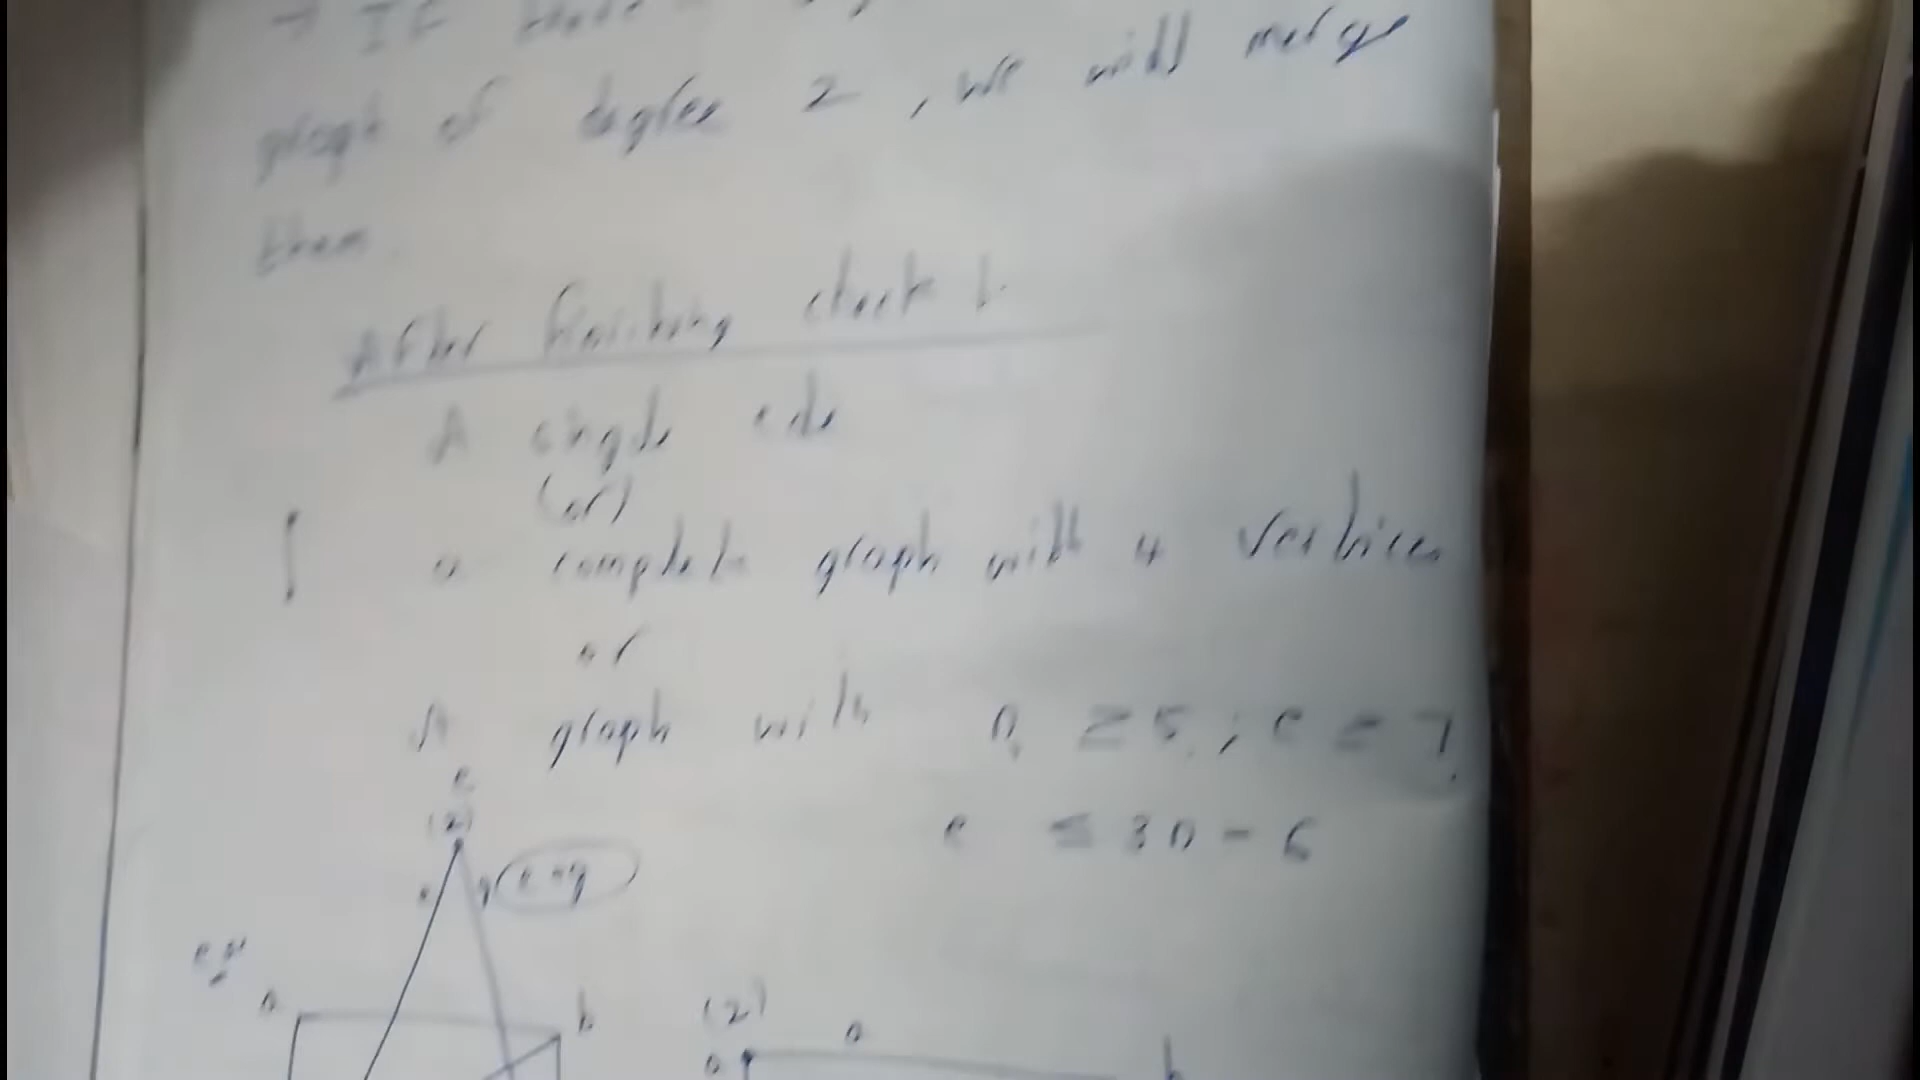 → If there
graph of degree 2, we will merge
them.
After finishing check 1.
A single edge
(or)
a complete graph with 4 vertices
or
A graph with n ≥ 5 ; e ≥ 7
e ≤ 3n - 6
e
(2)
eg
a b
(2)
a a b